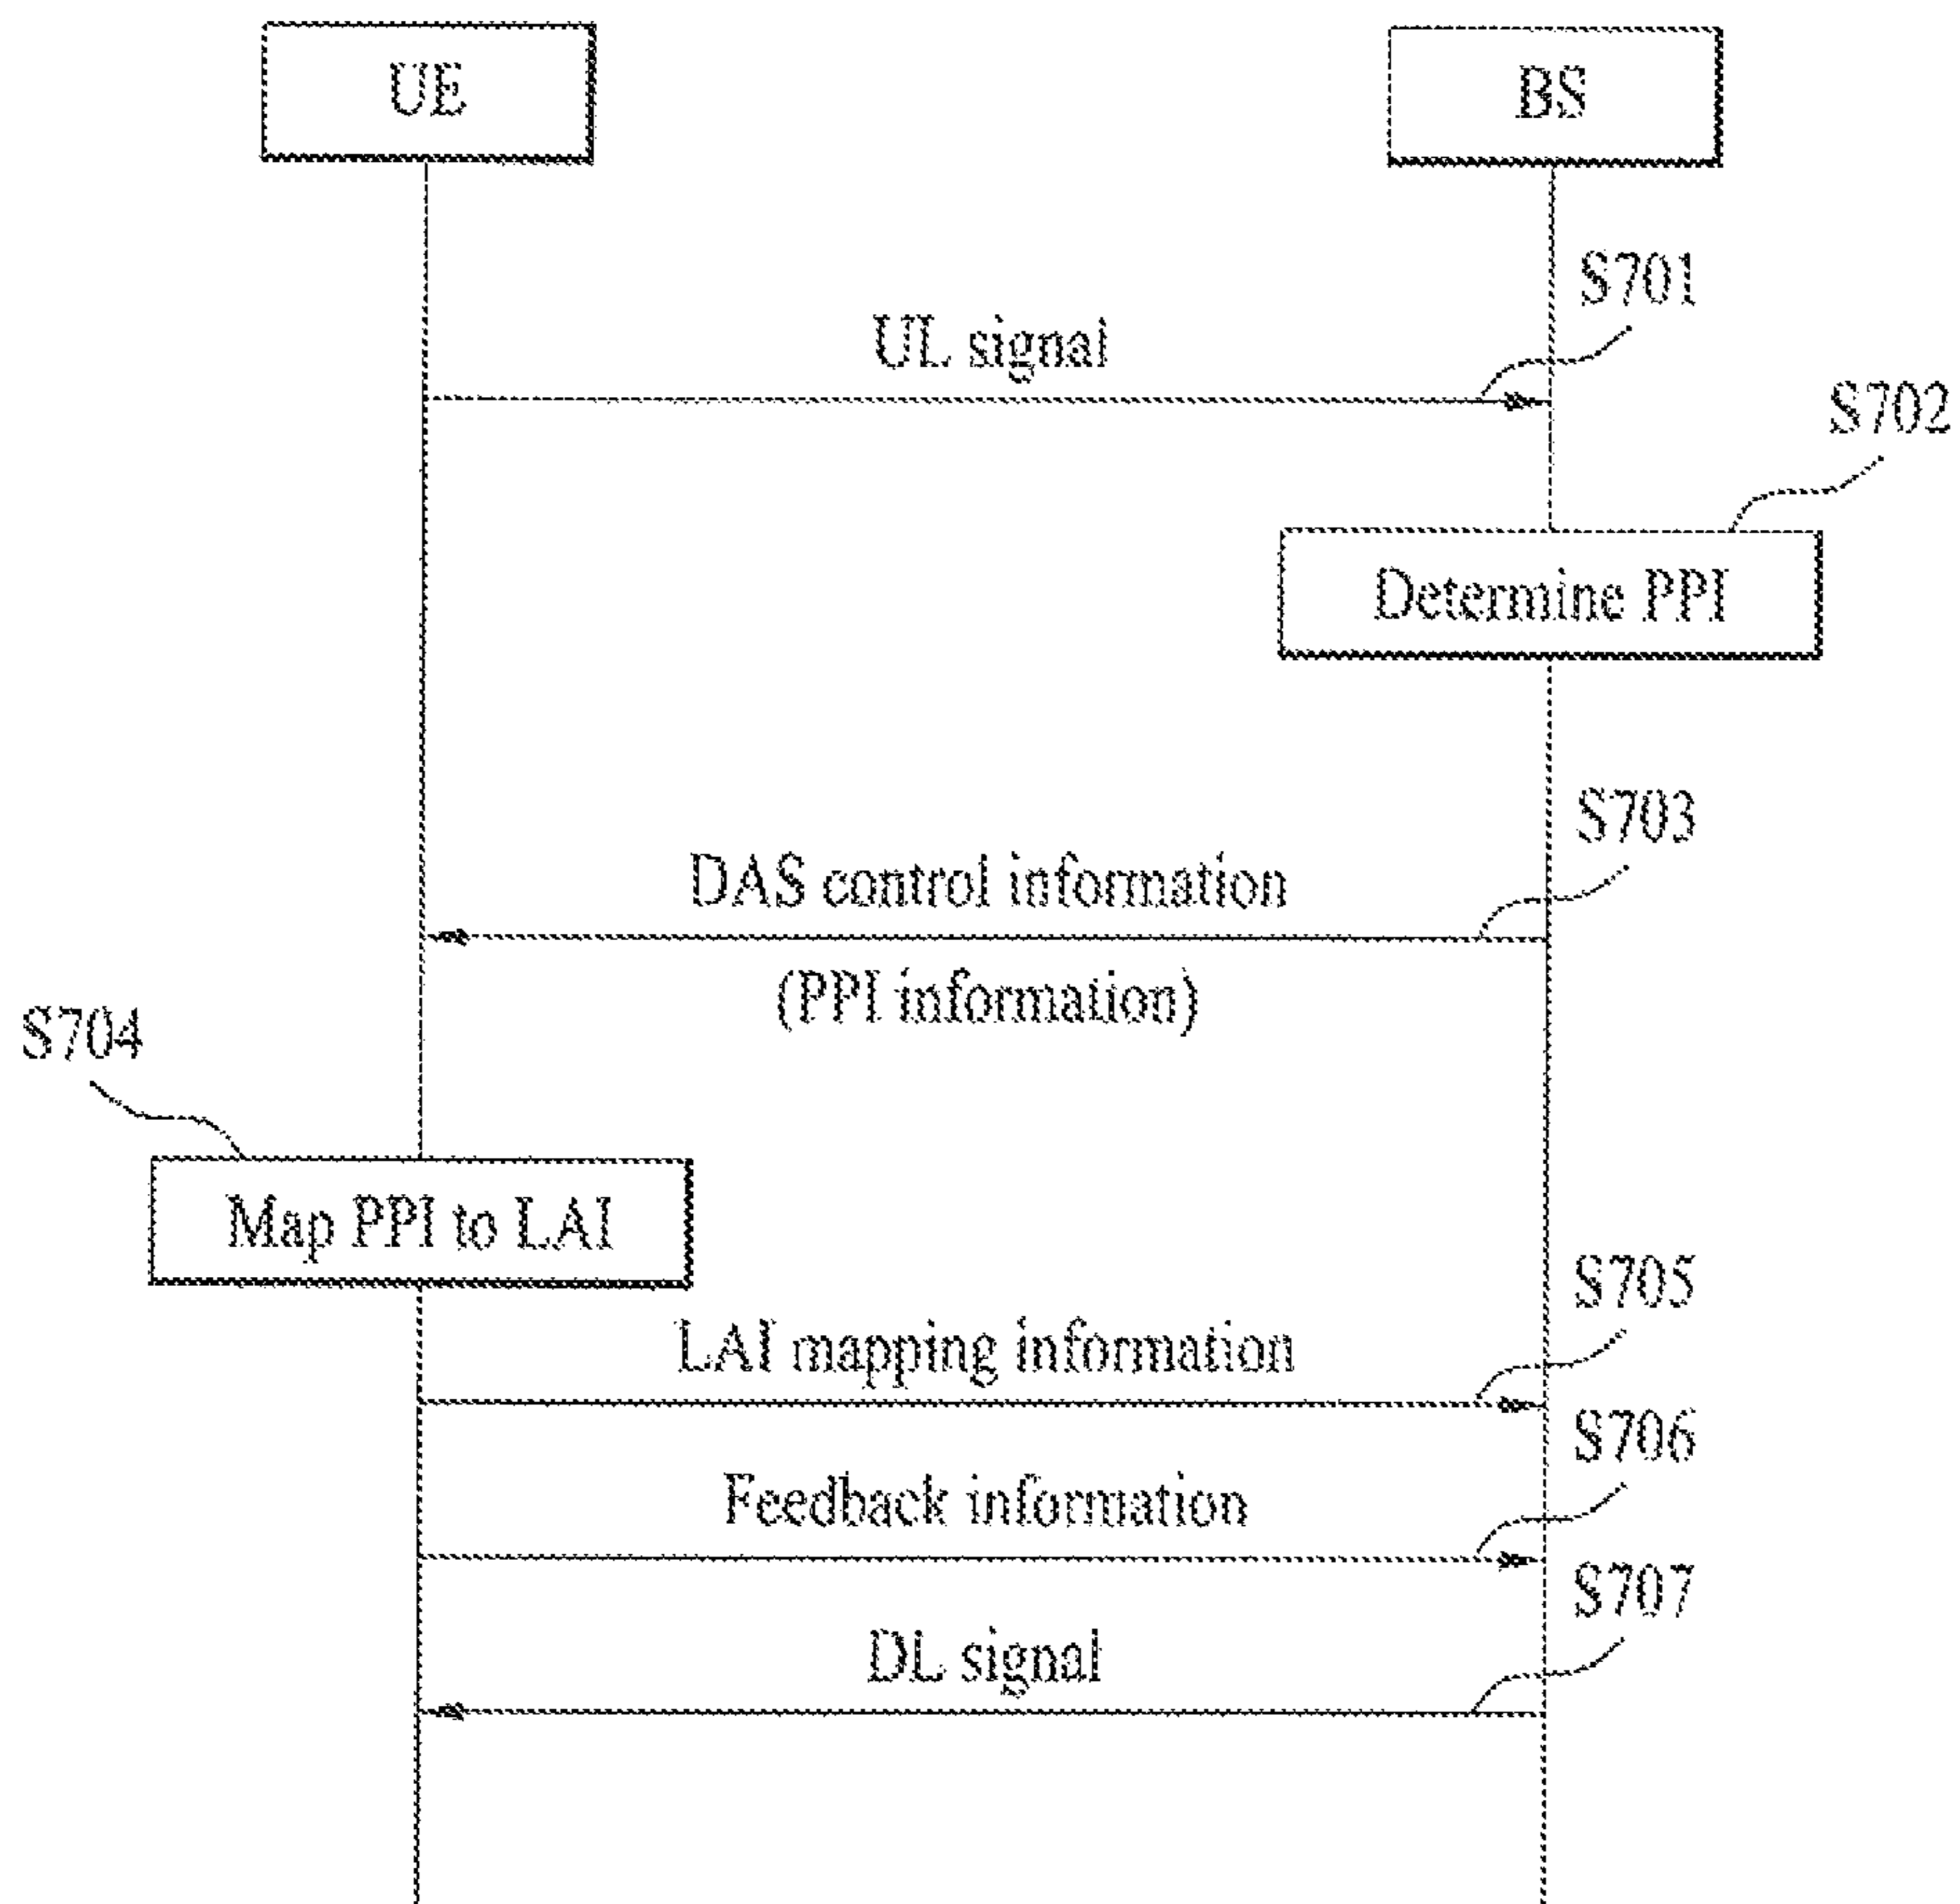 UE
BS
S701
UL signal
S702
Determine PPI
S703
DAS control information
(PPI information)
S704
Map PPI to LAI
S705
LAI mapping information
S706
Feedback information
S707
DL signal